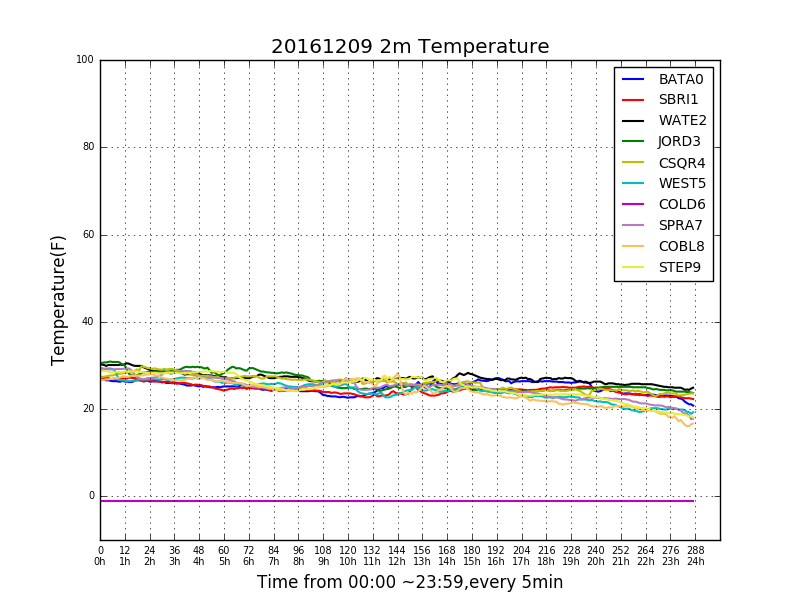 20161209 2m Temperature
100
80
60
40
20
0
Temperature(F)
BATA0
SBRI1
WATE2
JORD3
CSQR4
WEST5
COLD6
SPRA7
COBL8
STEP9
0 12 24 36 48 60 72 84 96 108 120 132 144 156 168 180 192 204 216 228 240 252 264 276 288
0h 1h 2h 3h 4h 5h 6h 7h 8h 9h 10h 11h 12h 13h 14h 15h 16h 17h 18h 19h 20h 21h 22h 23h 24h
Time from 00:00 ~23:59,every 5min